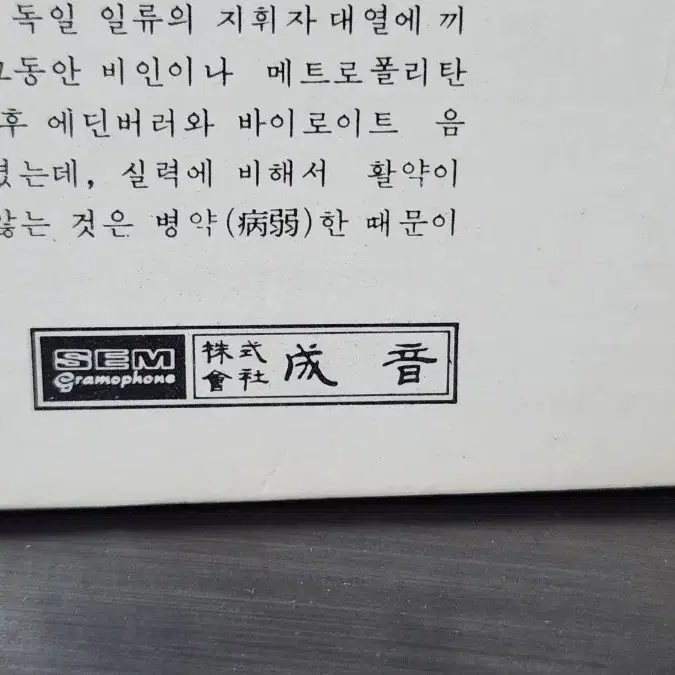 독일 일류의 지휘자대열에 끼
그동안 비인이나 메트로폴리탄
후 에딘버러와 바이로이트 음
였는데, 실력에 비해서 활약이
않는 것은 병약(病弱)한 때문이
SEM
Gramophone
株式
會社
成音